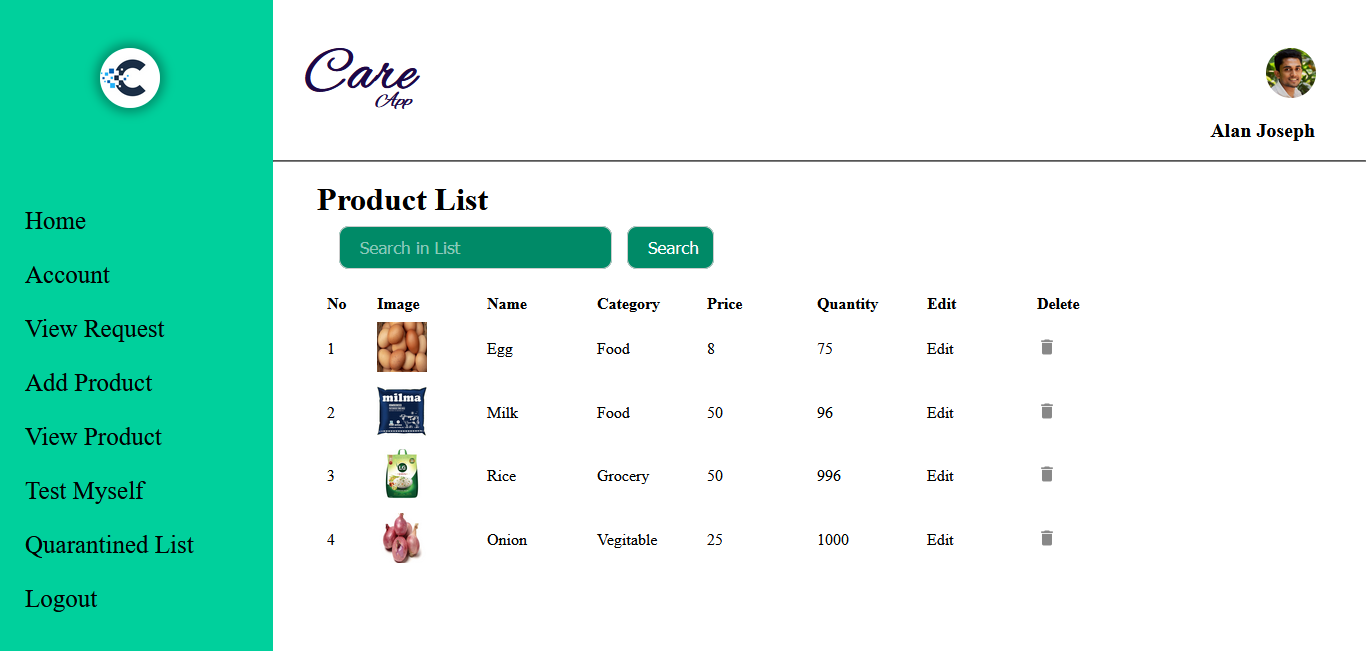 Care
App
Alan Joseph
Home
Account
View Request
Add Product
View Product
Test Myself
Quarantined List
Logout
Product List
Search in List Search
No Image Name Category Price Quantity Edit Delete
1 Egg Food 8 75 Edit
2 milma Milk Food 50 96 Edit
3 Rice Grocery 50 996 Edit
4 Onion Vegitable 25 1000 Edit